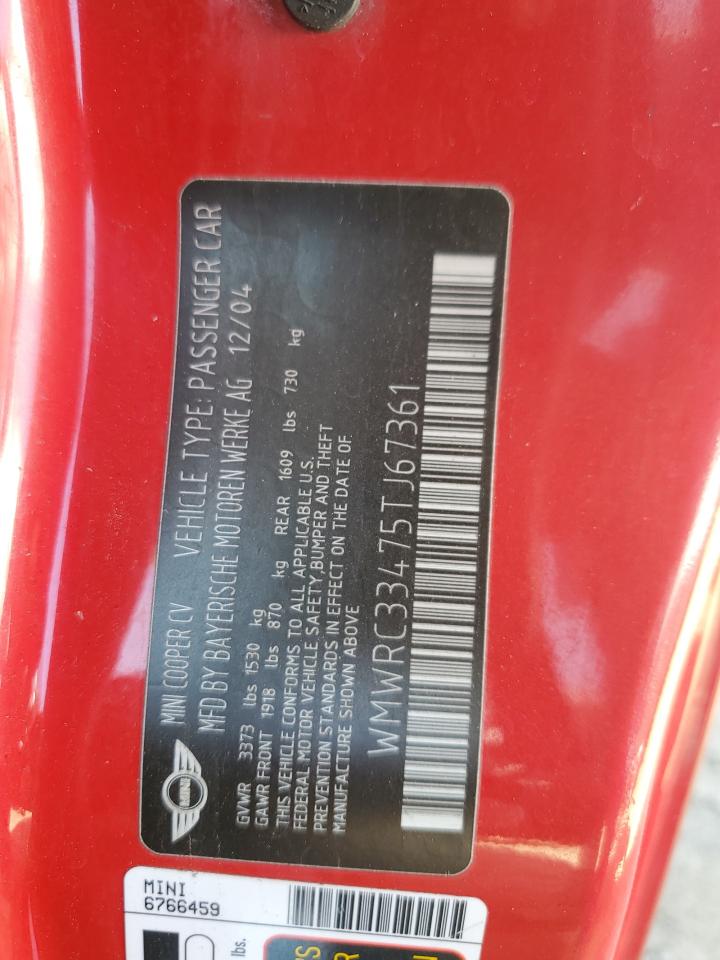 MINI COOPER CV VEHICLE TYPE: PASSENGER CAR
MFD BY BAYERISCHE MOTOREN WERKE AG 12/04
MINI
GVWR 3373 lbs 1530 kg
GAWR FRONT 1918 lbs 870 kg REAR 1609 lbs 730 kg
THIS VEHICLE CONFORMS TO ALL APPLICABLE U.S.
FEDERAL MOTOR VEHICLE SAFETY,BUMPER AND THEFT
PREVENTION STANDARDS IN EFFECT ON THE DATE OF
MANUFACTURE SHOWN ABOVE
WMWRC33475TJ67361
MINI
6766459
lbs.